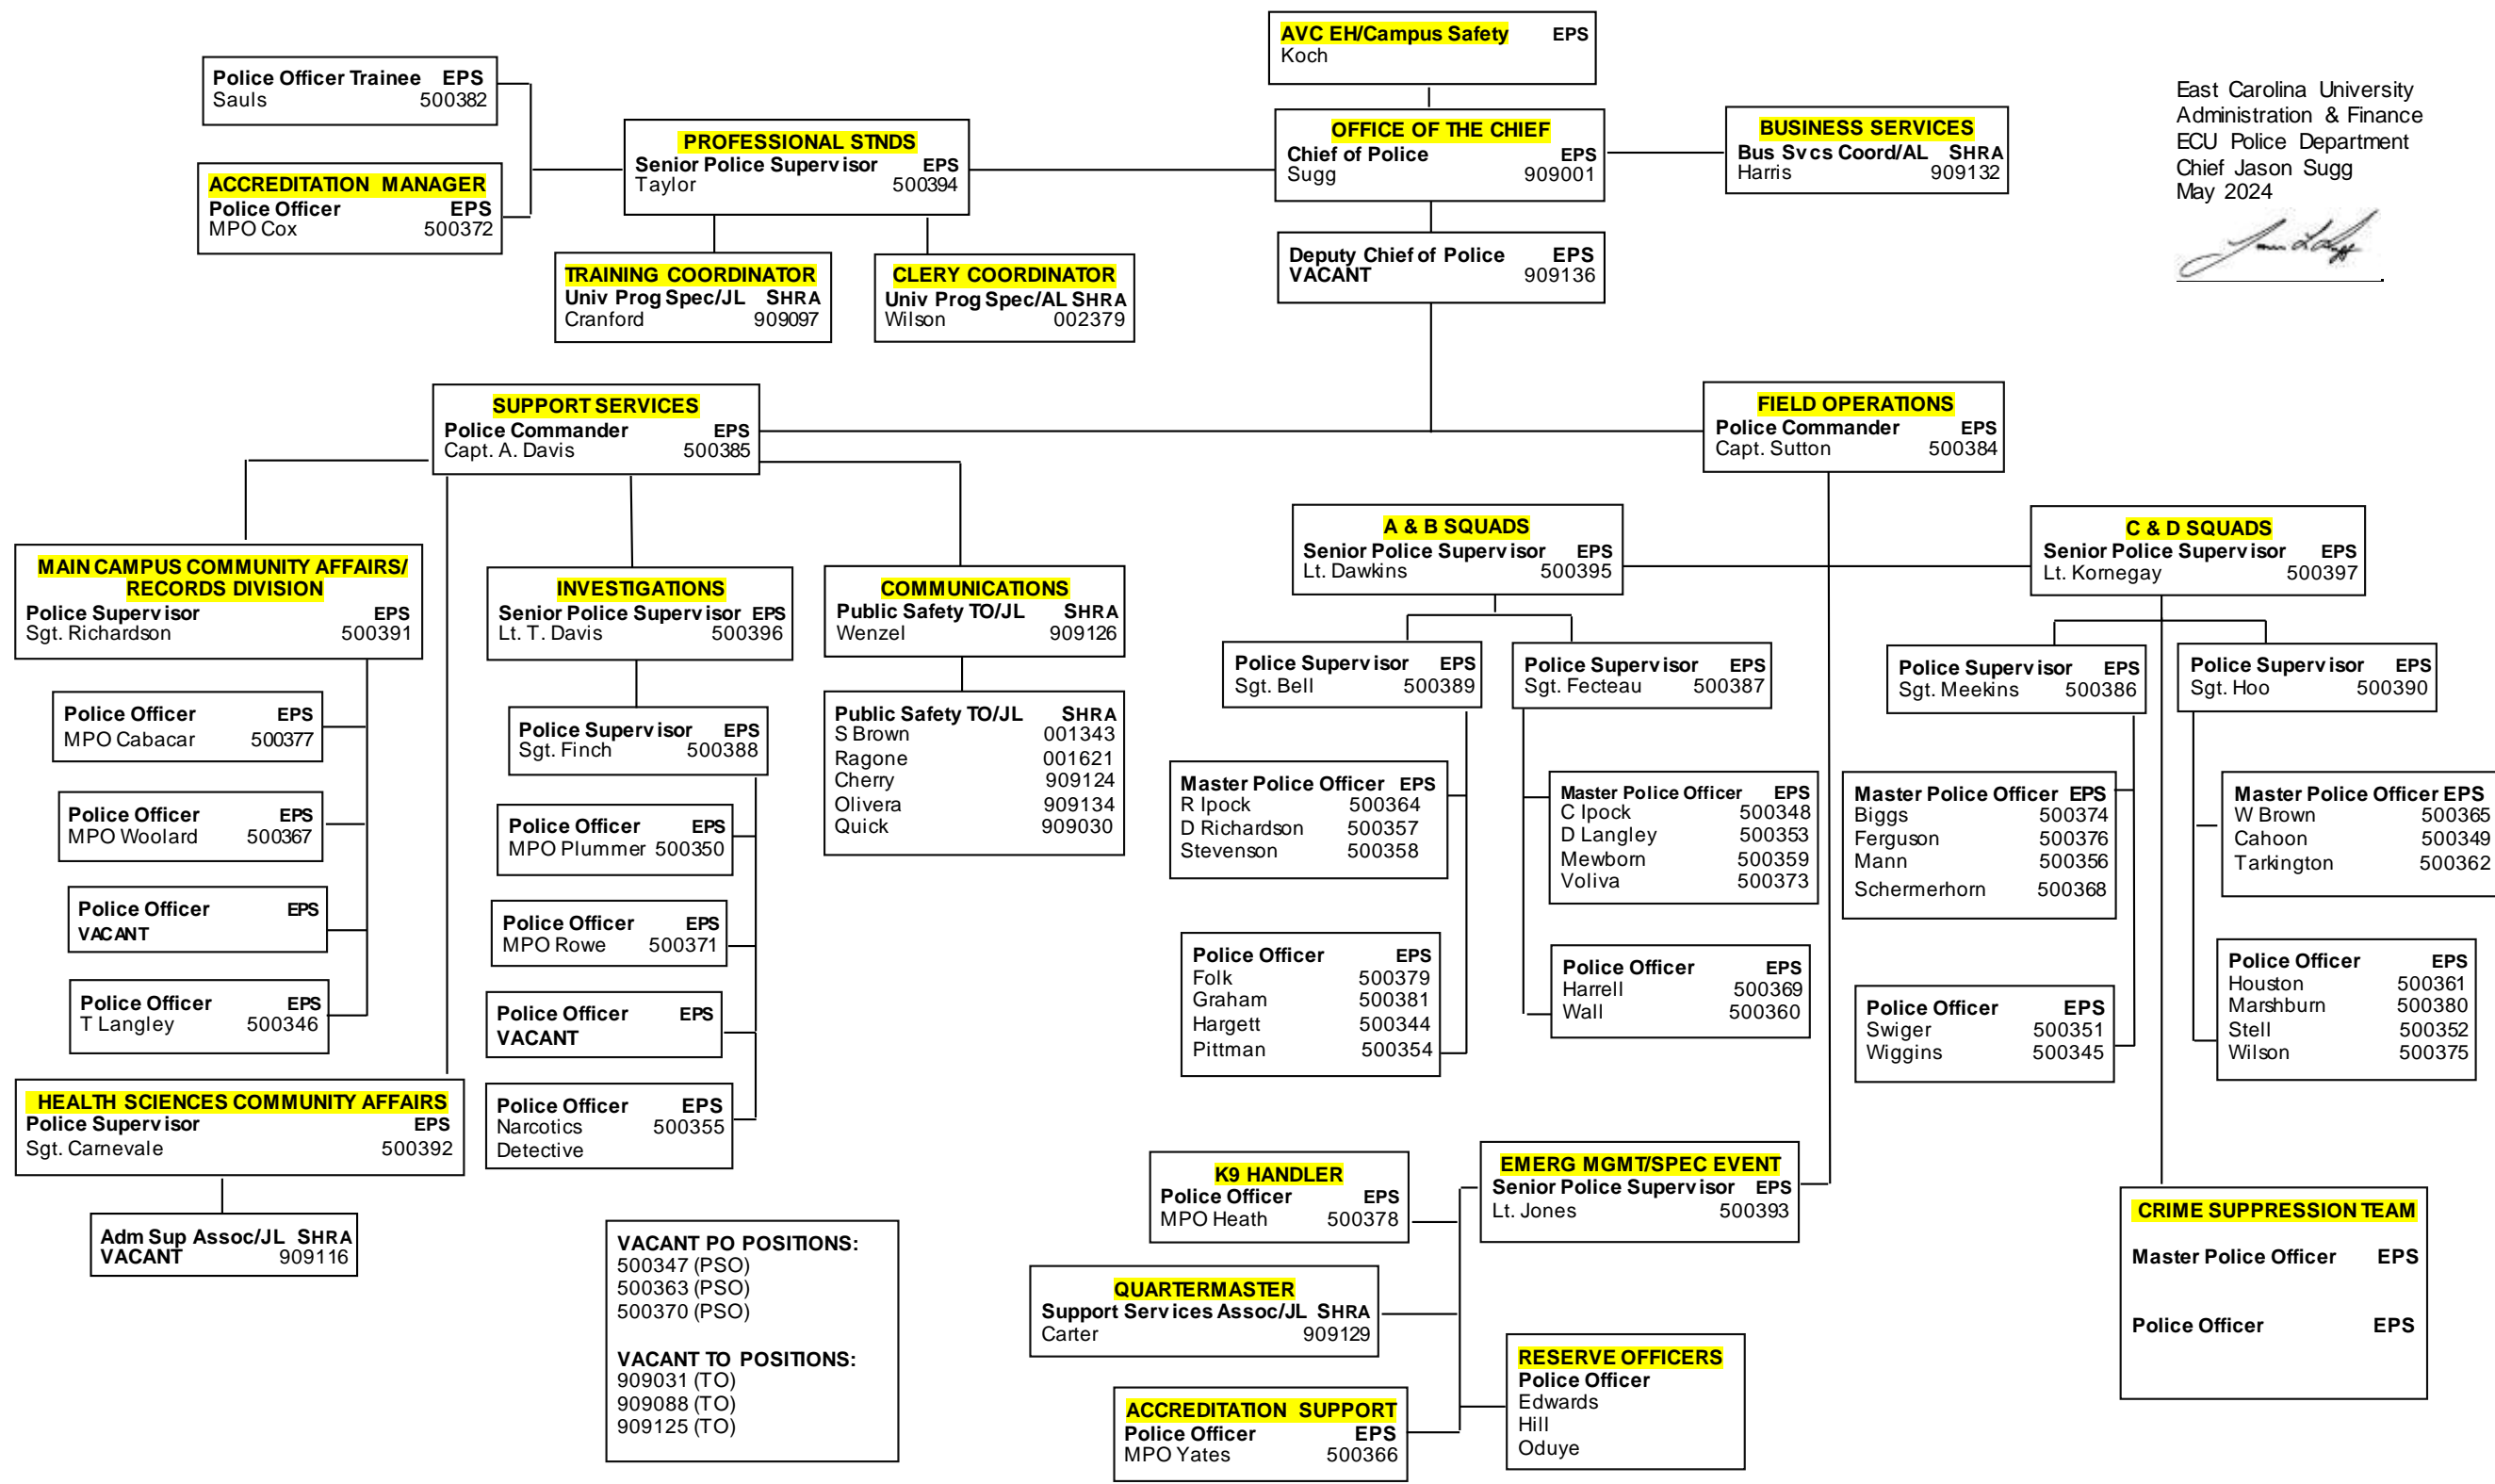 AVC EH/Campus Safety EPS
Koch
East Carolina University
Administration & Finance
ECU Police Department
Chief Jason Sugg
May 2024
Police Officer Trainee EPS
Sauls 500382
ACCREDITATION MANAGER
Police Officer EPS
MPO Cox 500372
PROFESSIONAL STNDS
Senior Police Supervisor EPS
Taylor 500394
OFFICE OF THE CHIEF
Chief of Police EPS
Sugg 909001
BUSINESS SERVICES
Bus Svcs Coord/AL SHRA
Harris 909132
TRAINING COORDINATOR
Univ Prog Spec/JL SHRA
Cranford 909097
CLERY COORDINATOR
Univ Prog Spec/AL SHRA
Wilson 002379
Deputy Chief of Police EPS
VACANT 909136
SUPPORT SERVICES
Police Commander EPS
Capt. A. Davis 500385
FIELD OPERATIONS
Police Commander EPS
Capt. Sutton 500384
MAIN CAMPUS COMMUNITY AFFAIRS/
RECORDS DIVISION
Police Supervisor EPS
Sgt. Richardson 500391
Police Officer EPS
MPO Cabacar 500377
Police Officer EPS
MPO Woolard 500367
Police Officer EPS
VACANT
Police Officer EPS
T Langley 500346
HEALTH SCIENCES COMMUNITY AFFAIRS
Police Supervisor EPS
Sgt. Carnevale 500392
Adm Sup Assoc/JL SHRA
VACANT 909116
INVESTIGATIONS
Senior Police Supervisor EPS
Lt. T. Davis 500396
Police Supervisor EPS
Sgt. Finch 500388
Police Officer EPS
MPO Plummer 500350
Police Officer EPS
MPO Rowe 500371
Police Officer EPS
VACANT
Police Officer EPS
Narcotics 500355
Detective
COMMUNICATIONS
Public Safety TO/JL SHRA
Wenzel 909126
Public Safety TO/JL SHRA
S Brown 001343
Ragone 001621
Cherry 909124
Olivera 909134
Quick 909030
VACANT PO POSITIONS:
500347 (PSO)
500363 (PSO)
500370 (PSO)
VACANT TO POSITIONS:
909031 (TO)
909088 (TO)
909125 (TO)
A & B SQUADS
Senior Police Supervisor EPS
Lt. Dawkins 500395
Police Supervisor EPS
Sgt. Bell 500389
Master Police Officer EPS
R Ipock 500364
D Richardson 500357
Stevenson 500358
Police Officer EPS
Folk 500379
Graham 500381
Hargett 500344
Pittman 500354
Police Supervisor EPS
Sgt. Fecteau 500387
Master Police Officer EPS
C Ipock 500348
D Langley 500353
Mewborn 500359
Voliva 500373
Police Officer EPS
Harrell 500369
Wall 500360
C & D SQUADS
Senior Police Supervisor EPS
Lt. Kornegay 500397
Police Supervisor EPS
Sgt. Meekins 500386
Master Police Officer EPS
Biggs 500374
Ferguson 500376
Mann 500356
Schermerhorn 500368
Police Officer EPS
Swiger 500351
Wiggins 500345
Police Supervisor EPS
Sgt. Hoo 500390
Master Police Officer EPS
W Brown 500365
Cahoon 500349
Tarkington 500362
Police Officer EPS
Houston 500361
Marshburn 500380
Stell 500352
Wilson 500375
K9 HANDLER
Police Officer EPS
MPO Heath 500378
EMERG MGMT/SPEC EVENT
Senior Police Supervisor EPS
Lt. Jones 500393
QUARTERMASTER
Support Services Assoc/JL SHRA
Carter 909129
ACCREDITATION SUPPORT
Police Officer EPS
MPO Yates 500366
RESERVE OFFICERS
Police Officer
Edwards
Hill
Oduye
CRIME SUPPRESSION TEAM
Master Police Officer EPS
Police Officer EPS